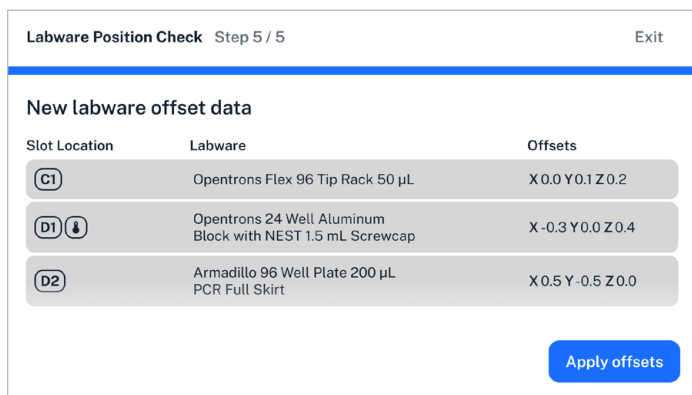 Labware Position Check Step 5 / 5 Exit
New labware offset data
Slot Location Labware Offsets
C1 Opentrons Flex 96 Tip Rack 50 µL X 0.0 Y 0.1 Z 0.2
D1 Opentrons 24 Well Aluminum
Block with NEST 1.5 mL Screwcap X -0.3 Y 0.0 Z 0.4
D2 Armadillo 96 Well Plate 200 µL
PCR Full Skirt X 0.5 Y -0.5 Z 0.0
Apply offsets